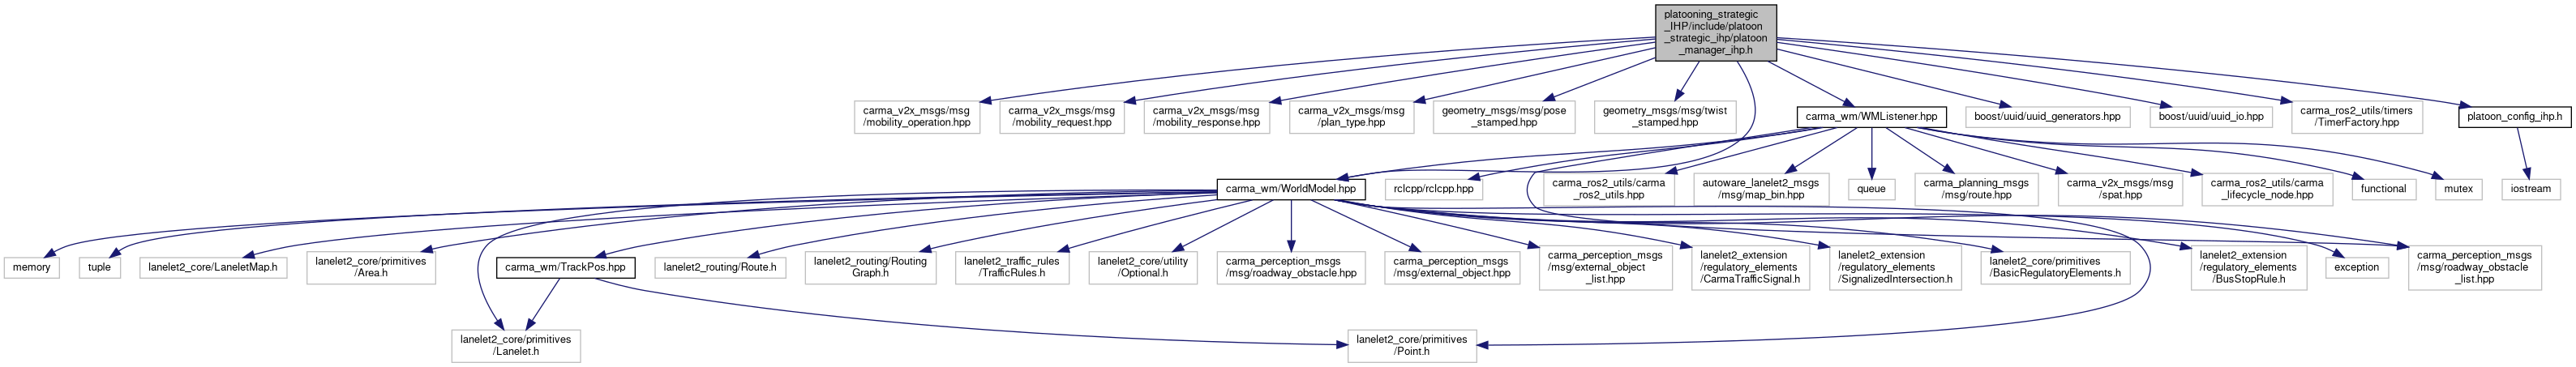 platooning_strategic
_IHP/include/platoon
_strategic_ihp/platoon
_manager_ihp.h
carma_v2x_msgs/msg
/mobility_operation.hpp
carma_v2x_msgs/msg
/mobility_request.hpp
carma_v2x_msgs/msg
/mobility_response.hpp
carma_v2x_msgs/msg
/plan_type.hpp
geometry_msgs/msg/pose
_stamped.hpp
geometry_msgs/msg/twist
_stamped.hpp
carma_wm/WMListener.hpp
boost/uuid/uuid_generators.hpp
boost/uuid/uuid_io.hpp
carma_ros2_utils/timers
/TimerFactory.hpp
platoon_config_ihp.h
carma_wm/WorldModel.hpp
rclcpp/rclcpp.hpp
carma_ros2_utils/carma
_ros2_utils.hpp
autoware_lanelet2_msgs
/msg/map_bin.hpp
queue
carma_planning_msgs
/msg/route.hpp
carma_v2x_msgs/msg
/spat.hpp
carma_ros2_utils/carma
_lifecycle_node.hpp
functional
mutex
iostream
memory
tuple
lanelet2_core/LaneletMap.h
lanelet2_core/primitives
/Area.h
carma_wm/TrackPos.hpp
lanelet2_routing/Route.h
lanelet2_routing/Routing
Graph.h
lanelet2_traffic_rules
/TrafficRules.h
lanelet2_core/utility
/Optional.h
carma_perception_msgs
/msg/roadway_obstacle.hpp
carma_perception_msgs
/msg/external_object.hpp
carma_perception_msgs
/msg/external_object
_list.hpp
lanelet2_extension
/regulatory_elements
/CarmaTrafficSignal.h
lanelet2_extension
/regulatory_elements
/SignalizedIntersection.h
lanelet2_core/primitives
/BasicRegulatoryElements.h
lanelet2_extension
/regulatory_elements
/BusStopRule.h
exception
carma_perception_msgs
/msg/roadway_obstacle
_list.hpp
lanelet2_core/primitives
/Lanelet.h
lanelet2_core/primitives
/Point.h